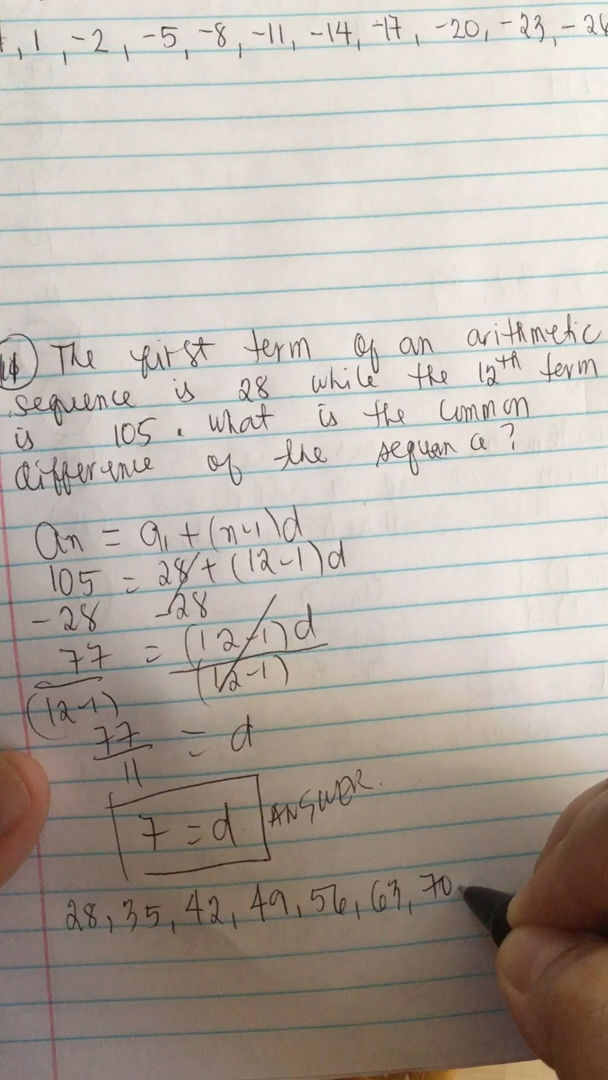 , 1, -2, -5, -8, -11, -14, -17, -20, -23, -26
14 The first term of an arithmetic
sequence is 28 while the 12th term
is 105. what is the common
difference of the sequence?
an = a1 + (n-1)d
105 = 28 + (12-1)d
-28 -28
77 = (12-1)d
(12-1) (12-1)
77 = d
11
7 = d ANSWER.
28, 35, 42, 49, 56, 63, 70